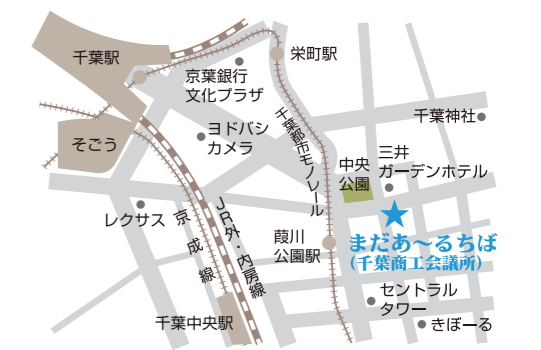 千葉駅
栄町駅
京葉銀行
文化プラザ
千葉都市モノレール
千葉神社
ヨドバシ
カメラ
そごう
中央
公園
三井
ガーデンホテル
レクサス
京成線
JR外・内房線
葭川
公園駅
まだあ〜るちば
(千葉商工会議所)
セントラル
タワー
千葉中央駅
きぼーる